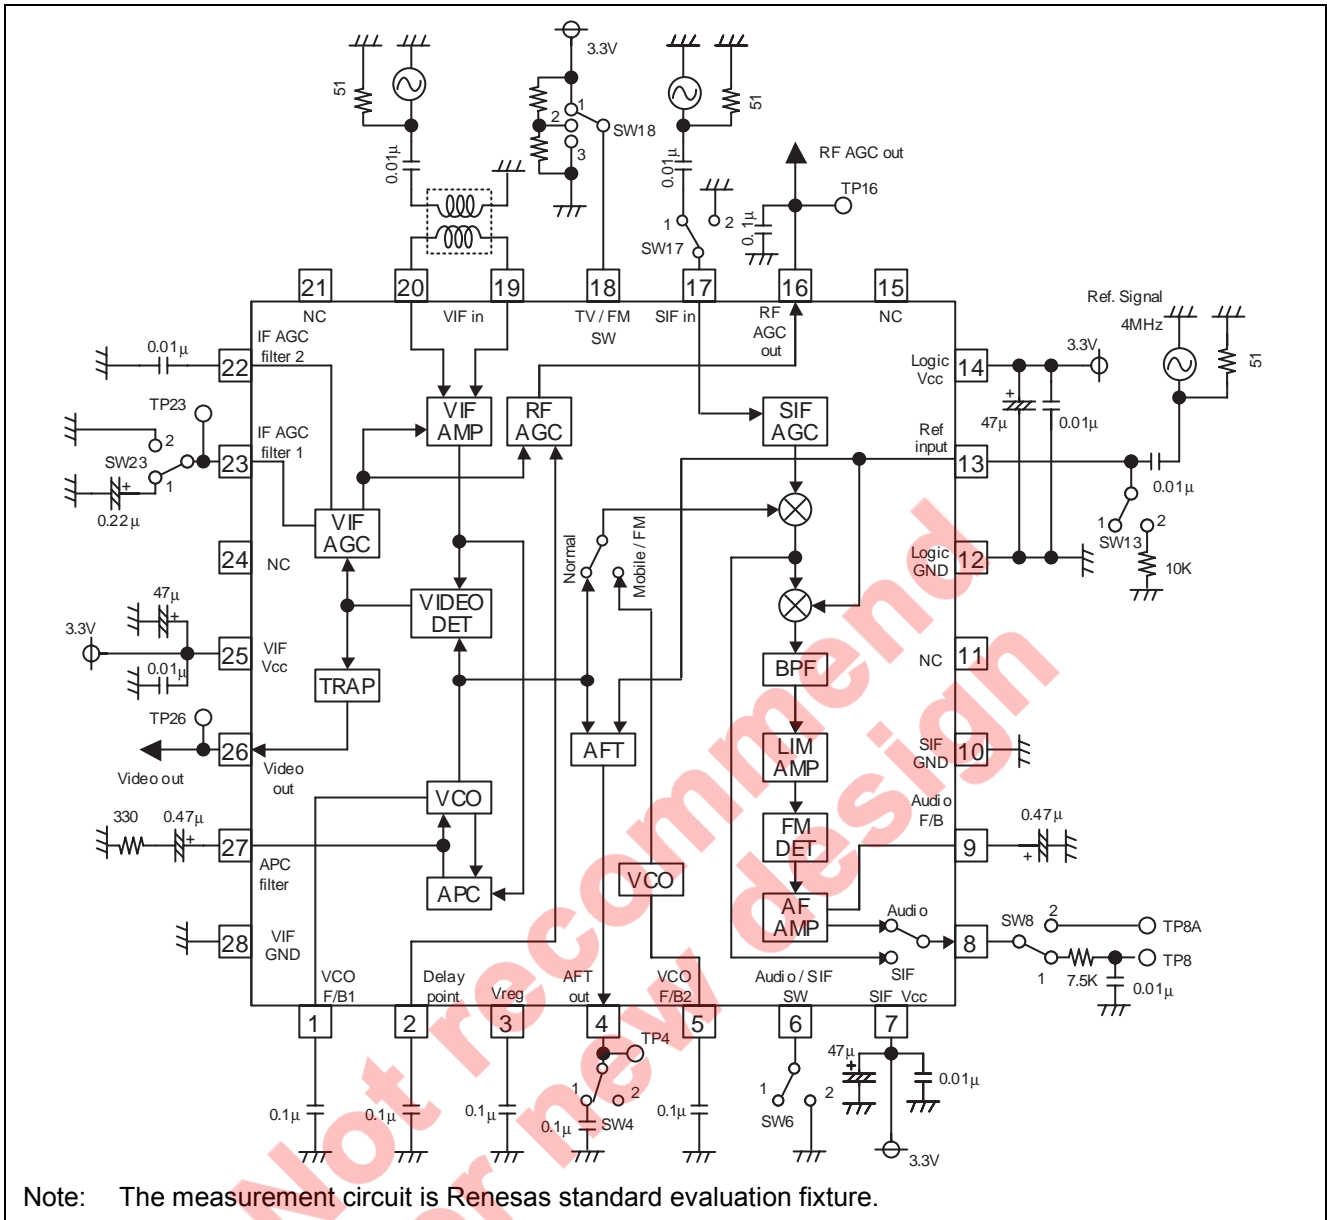 3.3V
51
0.01μ
1
2
3
SW18
0.01μ
51
RF AGC out
TP16
0.1μ
1
2
SW17
21
20
19
18
17
16
15
NC
VIF in
TV / FM
SW
SIF in
RF
AGC
out
NC
Ref. Signal
4MHz
51
0.01μ
22
IF AGC
filter 2
Logic
Vcc
14
3.3V
47μ
0.01μ
TP23
2
SW23
1
0.22μ
23
IF AGC
filter 1
VIF
AMP
RF
AGC
SIF
AGC
Ref
input
13
0.01μ
1
2
SW13
10K
VIF
AGC
24
NC
Normal
Mobile / FM
Logic
GND
12
47μ
3.3V
0.01μ
25
VIF
Vcc
VIDEO
DET
TRAP
BPF
NC
11
TP26
Video out
26
Video
out
AFT
LIM
AMP
SIF
GND
10
VCO
330
0.47μ
27
APC
filter
APC
VCO
FM
DET
Audio
F/B
9
0.47μ
28
VIF
GND
AF
AMP
Audio
SIF
8
SW8
2
1
TP8A
TP8
7.5K
0.01μ
VCO
F/B1
Delay
point
Vreg
AFT
out
VCO
F/B2
Audio / SIF
SW
SIF Vcc
1
2
3
4
5
6
7
TP4
1
2
SW4
0.1μ
0.1μ
0.1μ
0.1μ
0.1μ
1
2
SW6
47μ
0.01μ
3.3V
Not recommend
for new design
Note: The measurement circuit is Renesas standard evaluation fixture.